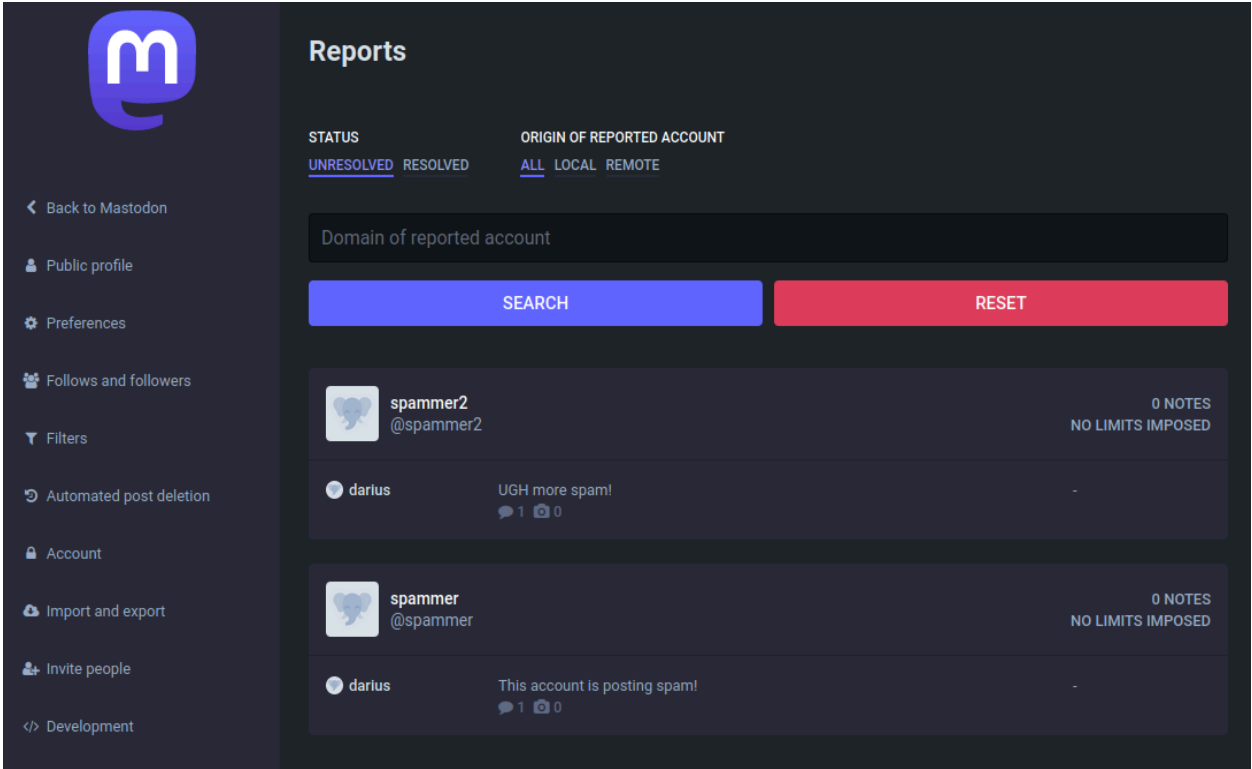 Reports
STATUS
UNRESOLVED RESOLVED
ORIGIN OF REPORTED ACCOUNT
ALL LOCAL REMOTE
Back to Mastodon
Public profile
Preferences
Follows and followers
Filters
Automated post deletion
Account
Import and export
Invite people
</> Development
Domain of reported account
SEARCH
RESET
spammer2
@spammer2
0 NOTES
NO LIMITS IMPOSED
darius
UGH more spam!
1 0
-
spammer
@spammer
0 NOTES
NO LIMITS IMPOSED
darius
This account is posting spam!
1 0
-